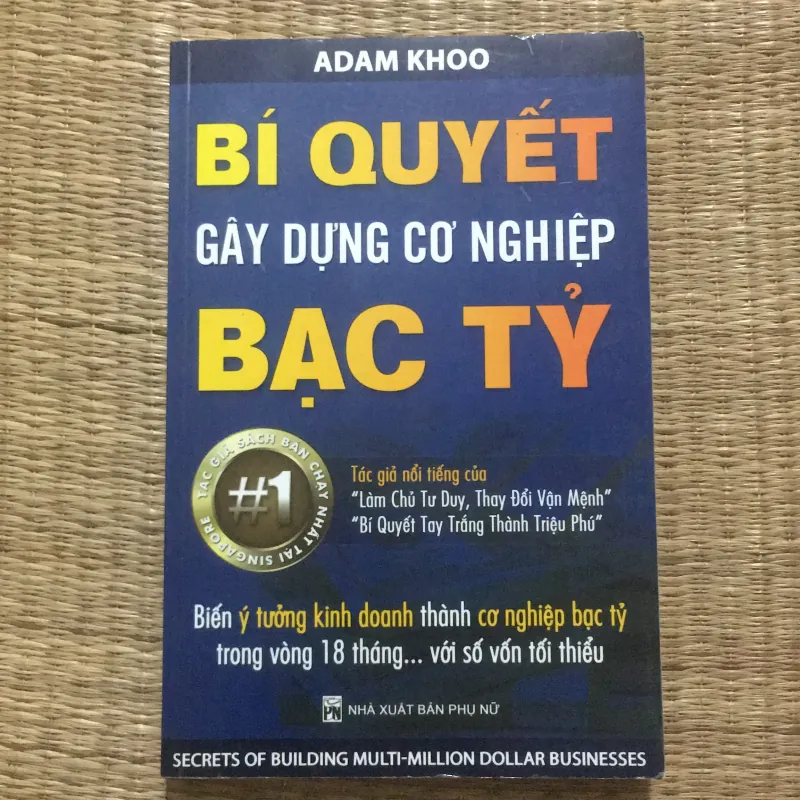 ADAM KHOO
BÍ QUYẾT
GÂY DỰNG CƠ NGHIỆP
BẠC TỶ
TÁC GIẢ SÁCH BÁN CHẠY NHẤT TẠI SINGAPORE
#1
Tác giả nổi tiếng của
“Làm Chủ Tư Duy, Thay Đổi Vận Mệnh”
“Bí Quyết Tay Trắng Thành Triệu Phú”
Biến ý tưởng kinh doanh thành cơ nghiệp bạc tỷ
trong vòng 18 tháng... với số vốn tối thiểu
PN NHÀ XUẤT BẢN PHỤ NỮ
SECRETS OF BUILDING MULTI-MILLION DOLLAR BUSINESSES